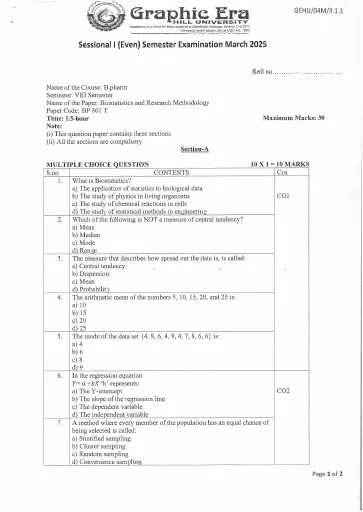 GEHU/04M/9.1.3
Graphic Era
HILL UNIVERSITY
Sessional I (Even) Semester Examination March 2025
Roll no..............................
Name of the Course: B.pharm
Semester: VIII Semester
Name of the Paper: Biostatistics and Research Methodology
Paper Code: BP 801 T
Time: 1.5-hour Maximum Marks: 30
Note:
(i) This question paper contains three sections
(ii) All the sections are compulsory
Section-A
MULTIPLE CHOICE QUESTION 10 X 1 = 10 MARKS
S.no CONTENTS Cos
1. What is Biostatistics?
a) The application of statistics to biological data
b) The study of physics in living organisms CO1
c) The study of chemical reactions in cells
d) The study of statistical methods in engineering
2. Which of the following is NOT a measure of central tendency?
a) Mean
b) Median
c) Mode
d) Range
3. The measure that describes how spread out the data is, is called:
a) Central tendency
b) Dispersion
c) Mean
d) Probability
4. The arithmetic mean of the numbers 5, 10, 15, 20, and 25 is:
a) 10
b) 15
c) 20
d) 25
5. The mode of the data set {4, 8, 6, 4, 9, 4, 7, 8, 6, 6} is:
a) 4
b) 6
c) 8
d) 9
6. In the regression equation
Y= a +bX 'b' represents:
a) The Y-intercept CO2
b) The slope of the regression line
c) The dependent variable
d) The independent variable
7. A method where every member of the population has an equal chance of
being selected is called:
a) Stratified sampling
b) Cluster sampling
c) Random sampling
d) Convenience sampling
Page 1 of 2